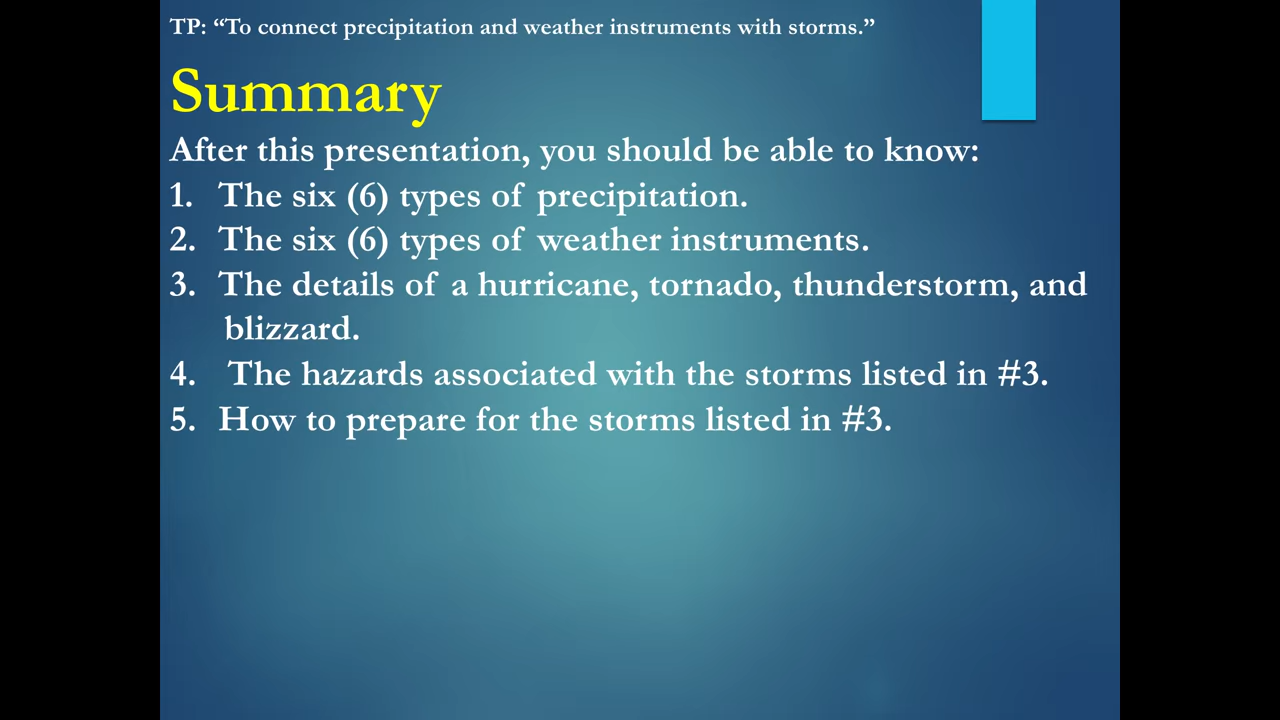 TP: “To connect precipitation and weather instruments with storms.”
Summary
After this presentation, you should be able to know:
1. The six (6) types of precipitation.
2. The six (6) types of weather instruments.
3. The details of a hurricane, tornado, thunderstorm, and
blizzard.
4. The hazards associated with the storms listed in #3.
5. How to prepare for the storms listed in #3.